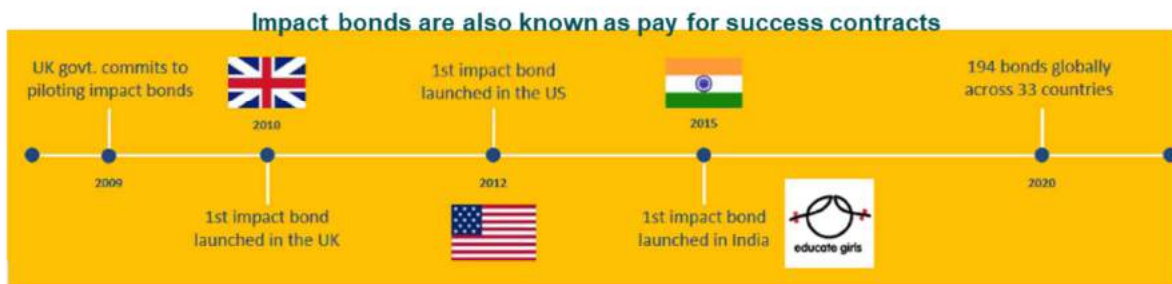 Impact bonds are also known as pay for success contracts
UK govt. commits to
piloting impact bonds
2009
2010
1st impact bond
launched in the UK
1st impact bond
launched in the US
2012
2015
1st impact bond
launched in India
educate girls
194 bonds globally
across 33 countries
2020